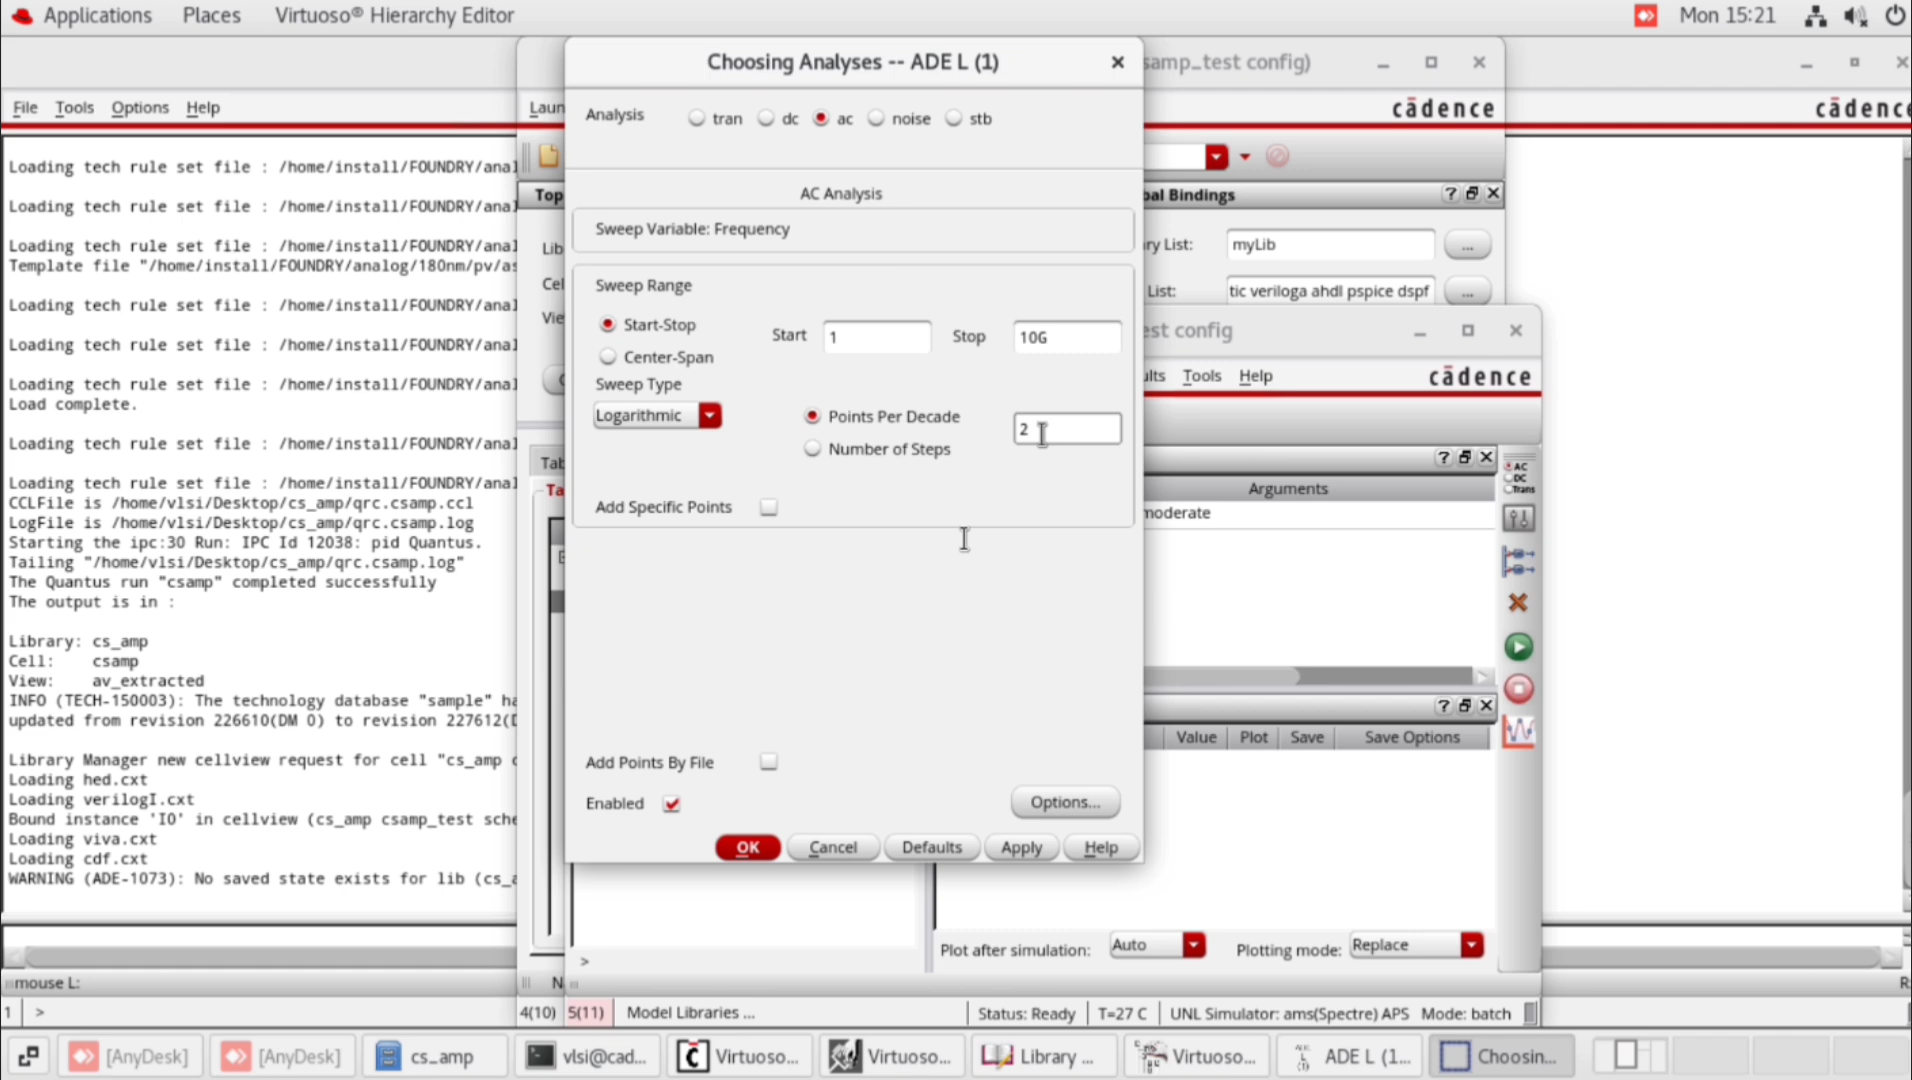 Applications Places Virtuoso® Hierarchy Editor Mon 15:21
Choosing Analyses -- ADE L (1)
samp_test config)
File Tools Options Help
Laun
cādence
cādenc
Analysis tran dc ac noise stb
Loading tech rule set file : /home/install/FOUNDRY/anal
Loading tech rule set file : /home/install/FOUNDRY/anal
Loading tech rule set file : /home/install/FOUNDRY/anal
Template file "/home/install/FOUNDRY/analog/180nm/pv/as
Loading tech rule set file : /home/install/FOUNDRY/anal
Loading tech rule set file : /home/install/FOUNDRY/anal
Loading tech rule set file : /home/install/FOUNDRY/anal
Load complete.
Loading tech rule set file : /home/install/FOUNDRY/anal
Loading tech rule set file : /home/install/FOUNDRY/anal
CCLFile is /home/vlsi/Desktop/cs_amp/qrc.csamp.ccl
LogFile is /home/vlsi/Desktop/cs_amp/qrc.csamp.log
Starting the ipc:30 Run: IPC Id 12038: pid Quantus.
Tailing "/home/vlsi/Desktop/cs_amp/qrc.csamp.log"
The Quantus run "csamp" completed successfully
The output is in :
Library: cs_amp
Cell: csamp
View: av_extracted
INFO (TECH-150003): The technology database "sample" ha
updated from revision 226610(DM 0) to revision 227612(D
Library Manager new cellview request for cell "cs_amp c
Loading hed.cxt
Loading verilogI.cxt
Bound instance 'I0' in cellview (cs_amp csamp_test sche
Loading viva.cxt
Loading cdf.cxt
WARNING (ADE-1073): No saved state exists for lib (cs_a
mouse L:
1 >
Top
Lib
Cel
Vie
Tab
Ta
AC Analysis
Sweep Variable: Frequency
Sweep Range
Start-Stop
Center-Span
Start 1 Stop 10G
Sweep Type
Logarithmic
Points Per Decade
Number of Steps
2
Add Specific Points
Add Points By File
Enabled
Options...
OK Cancel Defaults Apply Help
bal Bindings
ry List: myLib ...
List: tic veriloga ahdl pspice dspf ...
est config
ults Tools Help cādence
Arguments
moderate
AC
DC
Trans
Value Plot Save Save Options
>
Plot after simulation: Auto Plotting mode: Replace
N
R
4(10) 5(11) Model Libraries ... Status: Ready T=27 C UNL Simulator: ams(Spectre) APS Mode: batch
[AnyDesk] [AnyDesk] cs_amp vlsi@cad... Virtuoso... Virtuoso... Library ... Virtuoso... ADE L (1... Choosin...